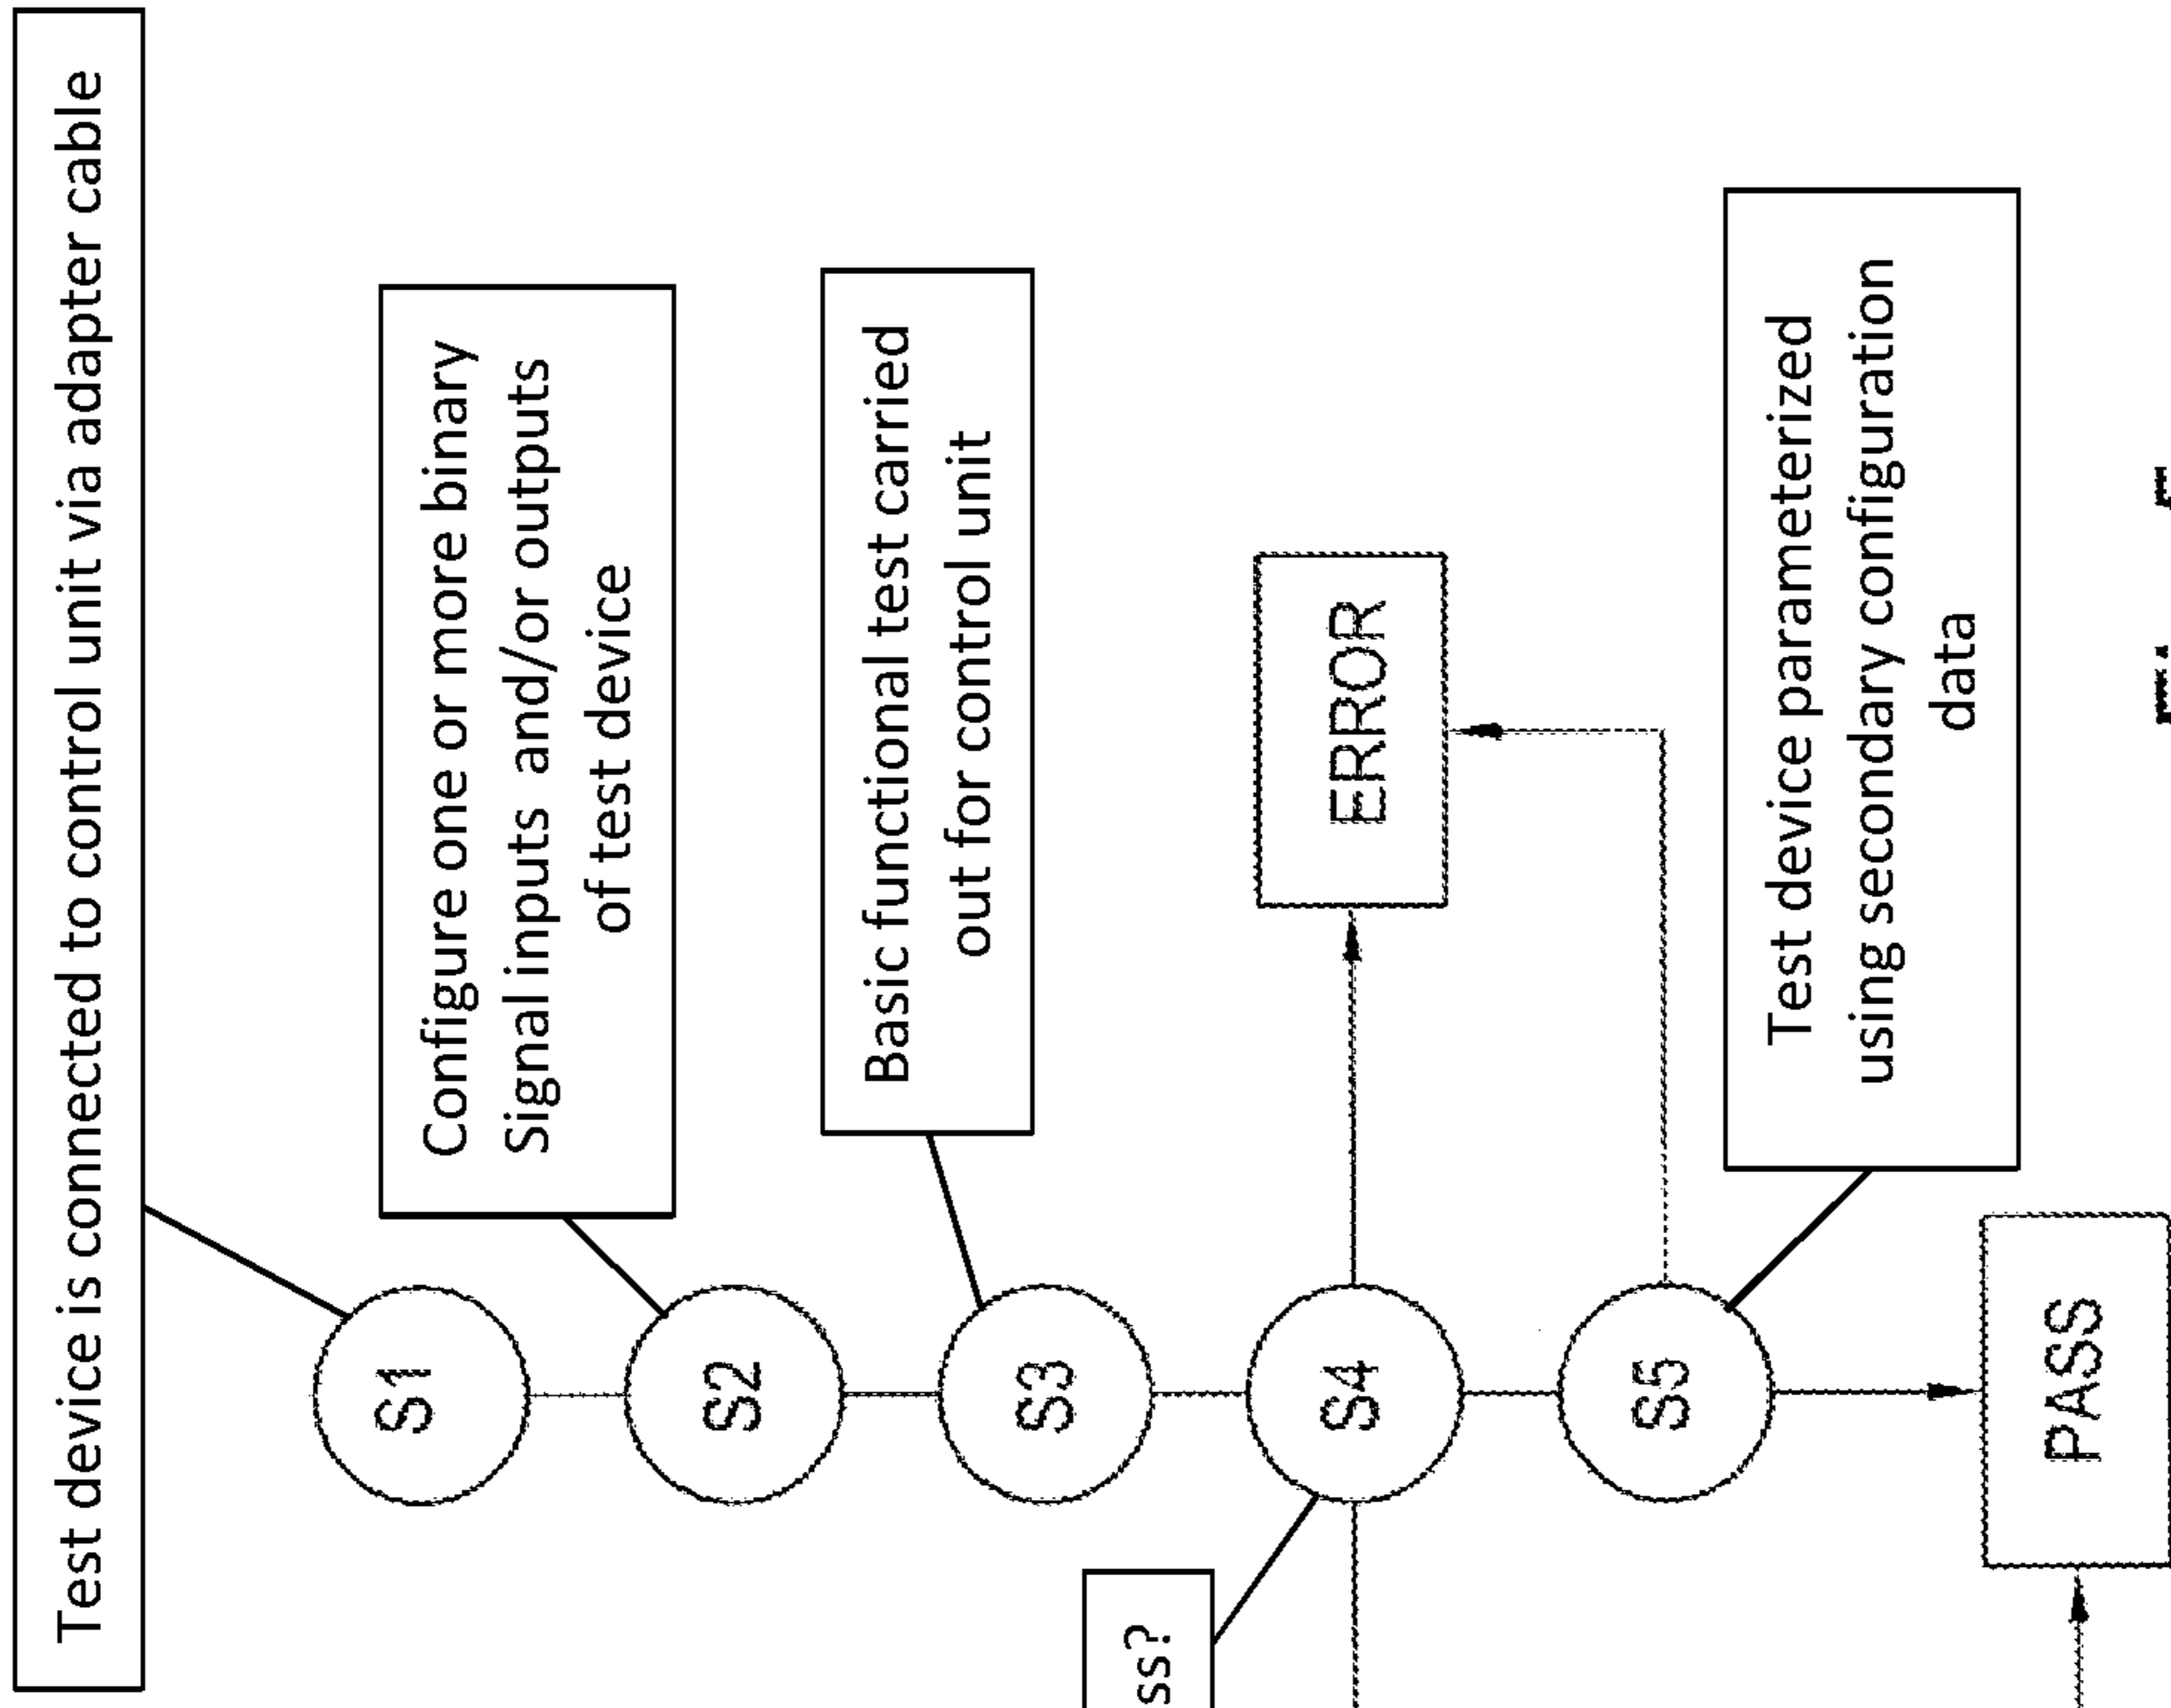 Test device is connected to control unit via adapter cable
Configure one or more binary
Signal inputs and/or outputs
of test device
Basic functional test carried
out for control unit
S1
S2
S3
S4
S5
ss?
ERROR
Test device parameterized
using secondary configuration
data
PASS